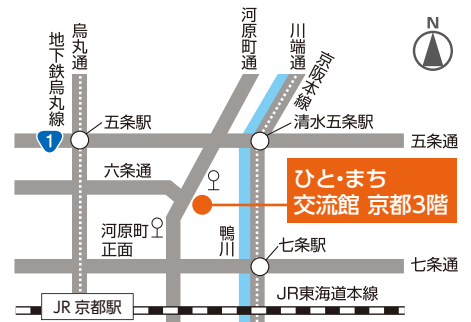 N
地下鉄烏丸線
烏丸通
河原町通
川端通
京阪本線
1
五条駅
清水五条駅
五条通
六条通
ひと・まち
交流館 京都3階
河原町
正面
鴨川
七条駅
七条通
JR東海道本線
JR 京都駅